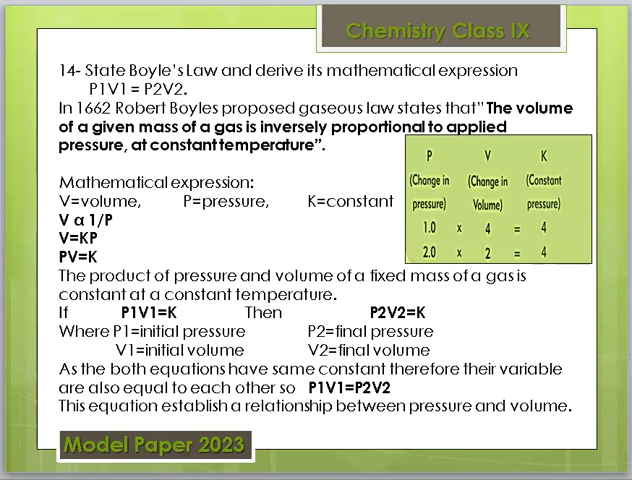 Chemistry Class IX
14- State Boyle's Law and derive its mathematical expression
P1V1 = P2V2.
In 1662 Robert Boyles proposed gaseous law states that" The volume
of a given mass of a gas is inversely proportional to applied
pressure, at constant temperature".
P V K
(Change in (Change in (Constant
pressure) Volume) pressure)
1.0 x 4 = 4
2.0 x 2 = 4
Mathematical expression:
V=volume, P=pressure, K=constant
V α 1/P
V=KP
PV=K
The product of pressure and volume of a fixed mass of a gas is
constant at a constant temperature.
If P1V1=K Then P2V2=K
Where P1=initial pressure P2=final pressure
V1=initial volume V2=final volume
As the both equations have same constant therefore their variable
are also equal to each other so P1V1=P2V2
This equation establish a relationship between pressure and volume.
Model Paper 2023